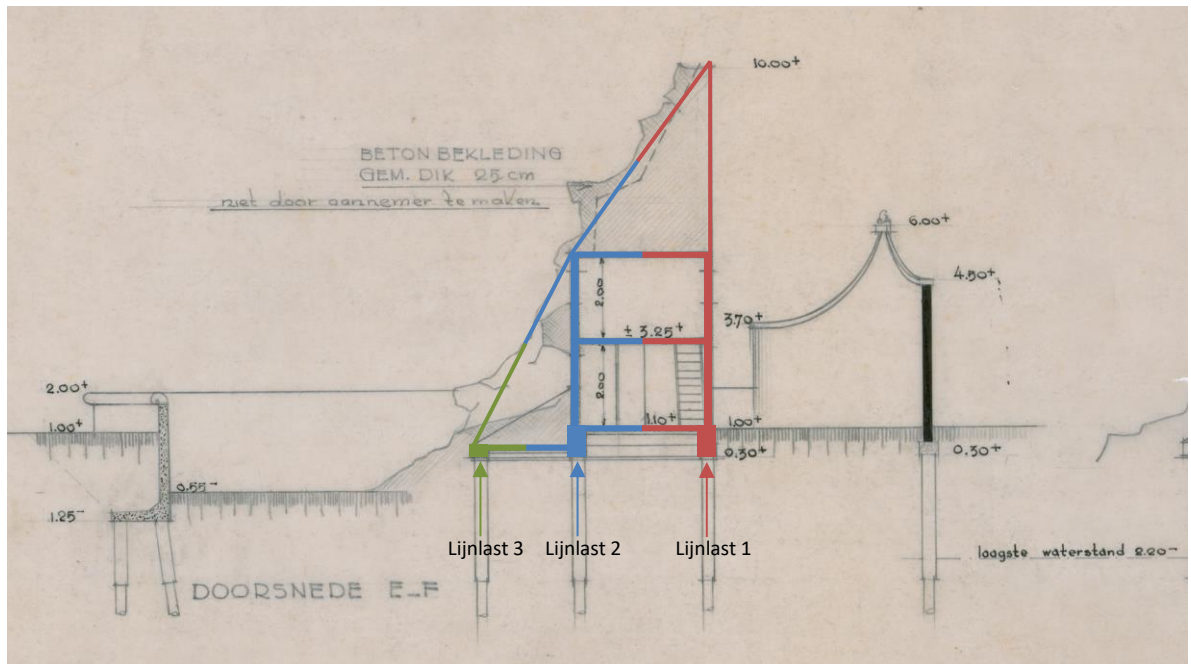 10.00+
BETON BEKLEDING
GEM. DIK 25 cm
niet door aannemer te maken
6.00+
4.50+
2.00
3.70+
± 3.25+
2.00+
2.00
1.00+
1.10+
1.00+
0.30+
0.30+
0.55-
1.25-
Lijnlast 3
Lijnlast 2
Lijnlast 1
laagste waterstand 2.20-
DOORSNEDE E-F